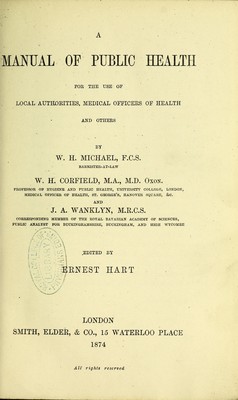 A
MANUAL OF PUBLIC HEALTH
FOR THE USE OF
LOCAL AUTHORITIES, MEDICAL OFFICERS OF HEALTH
AND OTHERS
BY
W. H. MICHAEL, F.C.S.
BARRISTER-AT-LAW
W. H. CORFIELD, M.A., M.D. OXON.
PROFESSOR OF HYGIENE AND PUBLIC HEALTH, UNIVERSITY COLLEGE, LONDON,
MEDICAL OFFICER OF HEALTH, ST. GEORGE'S, HANOVER SQUARE, &c.
AND
J. A. WANKLYN, M.R.C.S.
CORRESPONDING MEMBER OF THE ROYAL BAVARIAN ACADEMY OF SCIENCES,
PUBLIC ANALYST FOR BUCKINGHAMSHIRE, BUCKINGHAM, AND HIGH WYCOMBE
EDITED BY
ERNEST HART
LONDON
SMITH, ELDER, & CO., 15 WATERLOO PLACE
1874
All rights reserved